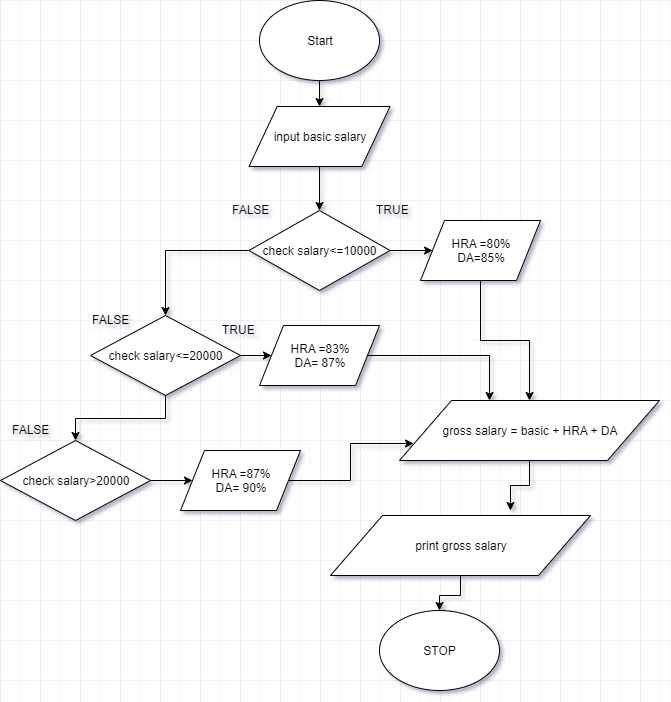 Start
input basic salary
FALSE
TRUE
check salary<=10000
HRA =80%
DA=85%
FALSE
TRUE
check salary<=20000
HRA =83%
DA= 87%
FALSE
gross salary = basic + HRA + DA
check salary>20000
HRA =87%
DA= 90%
print gross salary
STOP